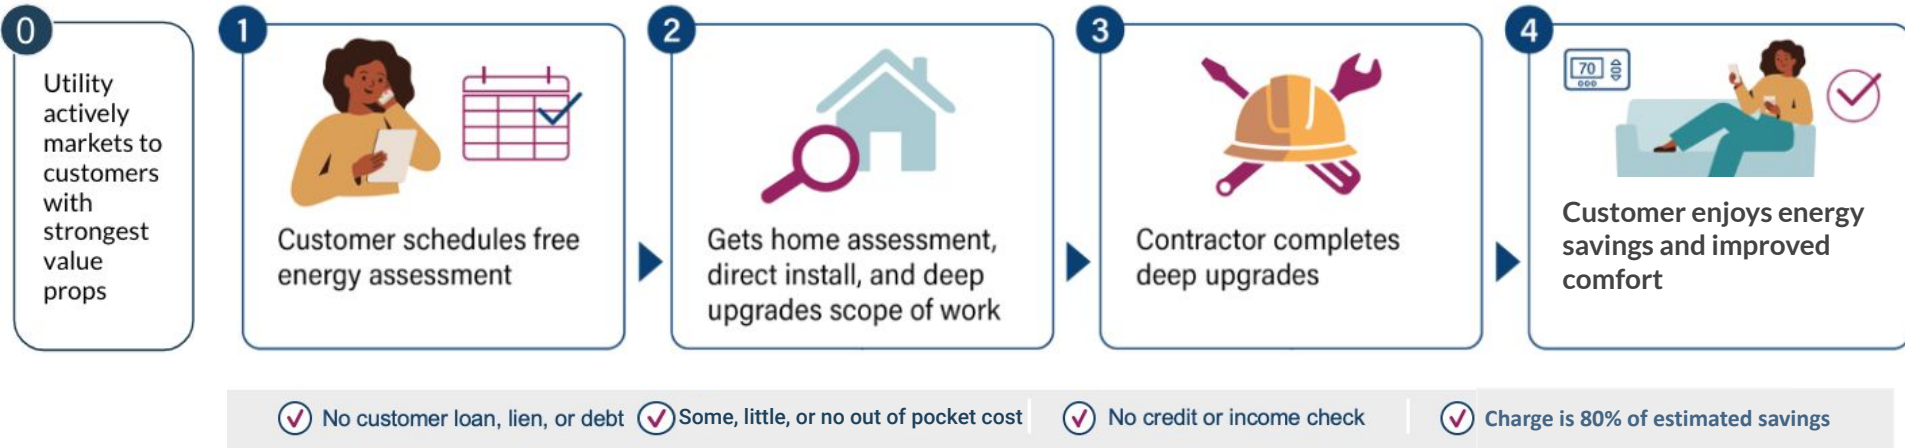 0
Utility
actively
markets to
customers
with
strongest
value
props
1
Customer schedules free
energy assessment
2
Gets home assessment,
direct install, and deep
upgrades scope of work
3
Contractor completes
deep upgrades
4
70
Customer enjoys energy
savings and improved
comfort
No customer loan, lien, or debt
Some, little, or no out of pocket cost
No credit or income check
Charge is 80% of estimated savings